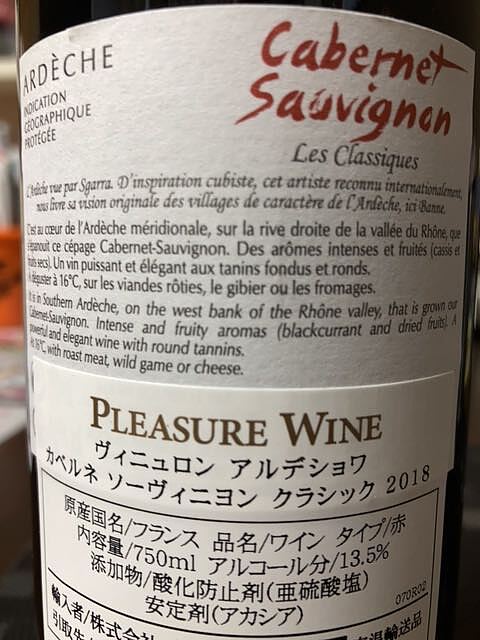 ARDÈCHE
INDICATION
GÉOGRAPHIQUE
PROTÉGÉE
Cabernet
Sauvignon
Les Classiques
L'Ardèche vue par Sgarra. D'inspiration cubiste, cet artiste reconnu internationalement,
nous livre sa vision originale des villages de caractère de l'Ardèche, ici Banne.
C'est au cœur de l'Ardèche méridionale, sur la rive droite de la vallée du Rhône, que
s'épanouit ce cépage Cabernet-Sauvignon. Des arômes intenses et fruités (cassis et
fruits secs). Un vin puissant et élégant aux tanins fondus et ronds.
A déguster à 16°C, sur les viandes rôties, le gibier ou les fromages.
It is in Southern Ardèche, on the west bank of the Rhône valley, that is grown our
Cabernet-Sauvignon. Intense and fruity aromas (blackcurrant and dried fruits). A
powerful and elegant wine with round tannins.
At 16°C, with roast meat, wild game or cheese.
PLEASURE WINE
ヴィニュロン アルデショワ
カベルネ ソーヴィニヨン クラシック 2018
原産国名/フランス 品名/ワイン タイプ/赤
内容量/750ml アルコール分/13.5%
添加物/酸化防止剤(亜硫酸塩)
安定剤(アカシア)
070R02
輸入者/株式会社
引取先/